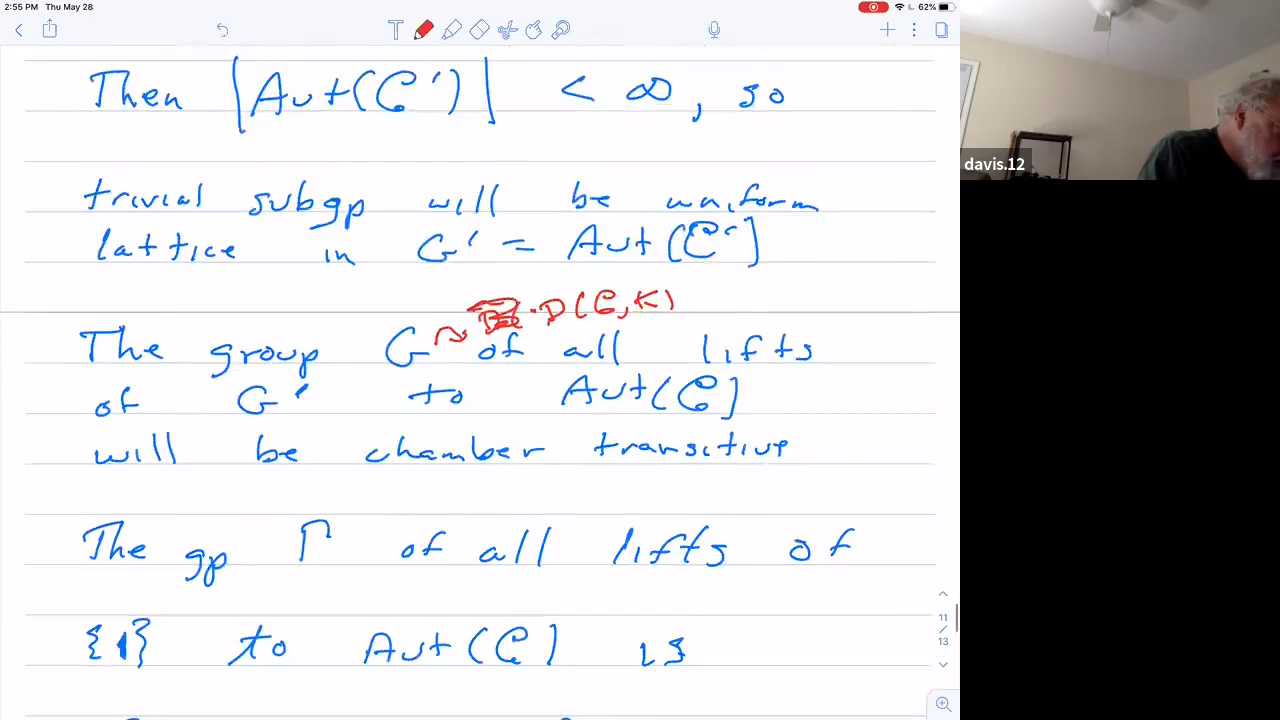 2:55 PM Thu May 28
62%
T
Then |Aut(C')| < ∞, so
trivial subgp will be uniform
lattice in G' = Aut(C')
D(C, K)
The group G ↷ of all lifts
of G' to Aut(C)
will be chamber transitive
The gp Γ of all lifts of
{1} to Aut(C) is
11
/
13
davis.12